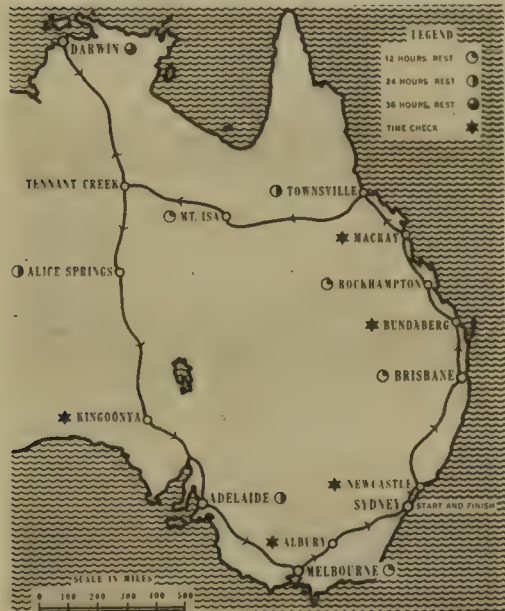 LEGEND
12 HOURS REST
24 HOURS REST
36 HOURS, REST
TIME CHECK
DARWIN
TENNANT CREEK
TOWNSVILLE
MT. ISA
MACKAY
ALICE SPRINGS
ROCKHAMPTON
BUNDABERG
BRISBANE
KINGOONYA
NEWCASTLE
ADELAIDE
SYDNEY
START AND FINISH
ALBURY
MELBOURNE
SCALE IN MILES
0 100 200 300 400 500